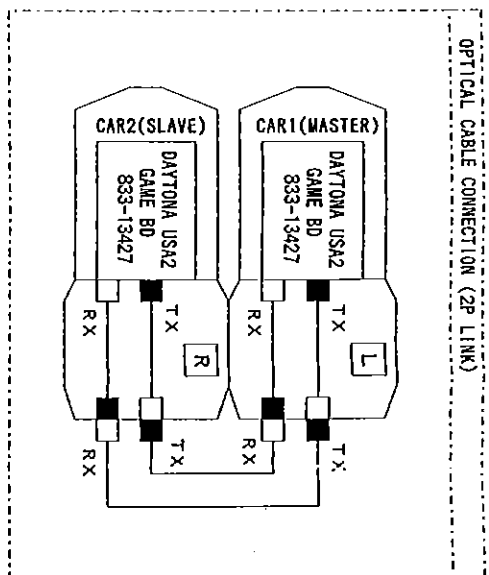 OPTICAL CABLE CONNECTION (2P LINK)
CAR2(SLAVE)
CAR1(MASTER)
DAYTONA USA2
GAME BD
833-13427
DAYTONA USA2
GAME BD
833-13427
RX
TX
RX
TX
R
L
RX
TX
RX
TX